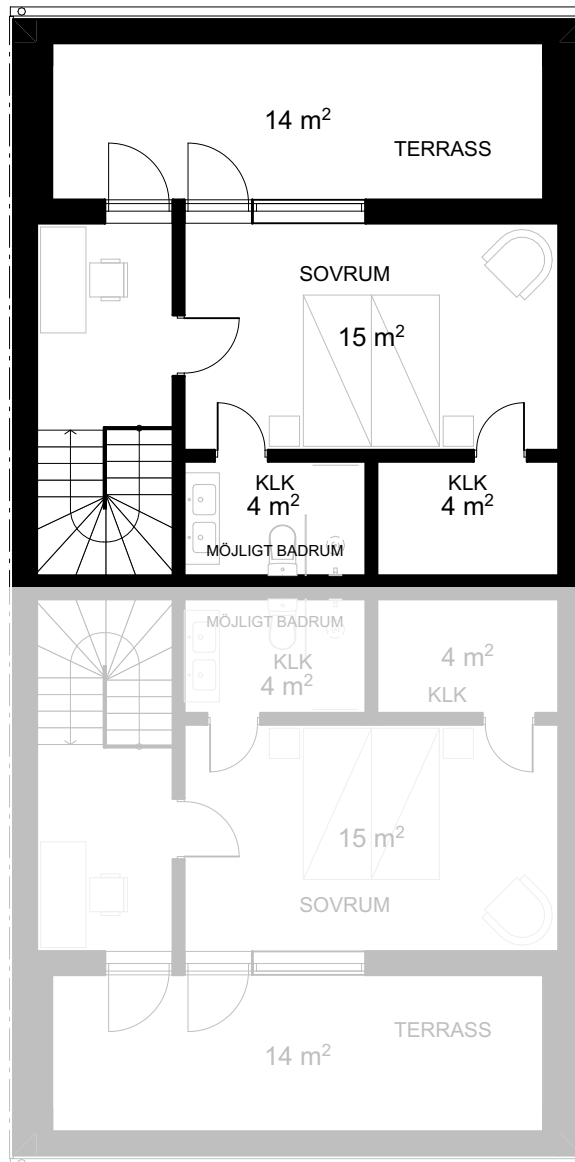 14 m²
TERRASS
SOVRUM
15 m²
KLK
4 m²
KLK
4 m²
MÖJLIGT BADRUM
MÖJLIGT BADRUM
KLK
4 m²
4 m²
KLK
15 m²
SOVRUM
TERRASS
14 m²